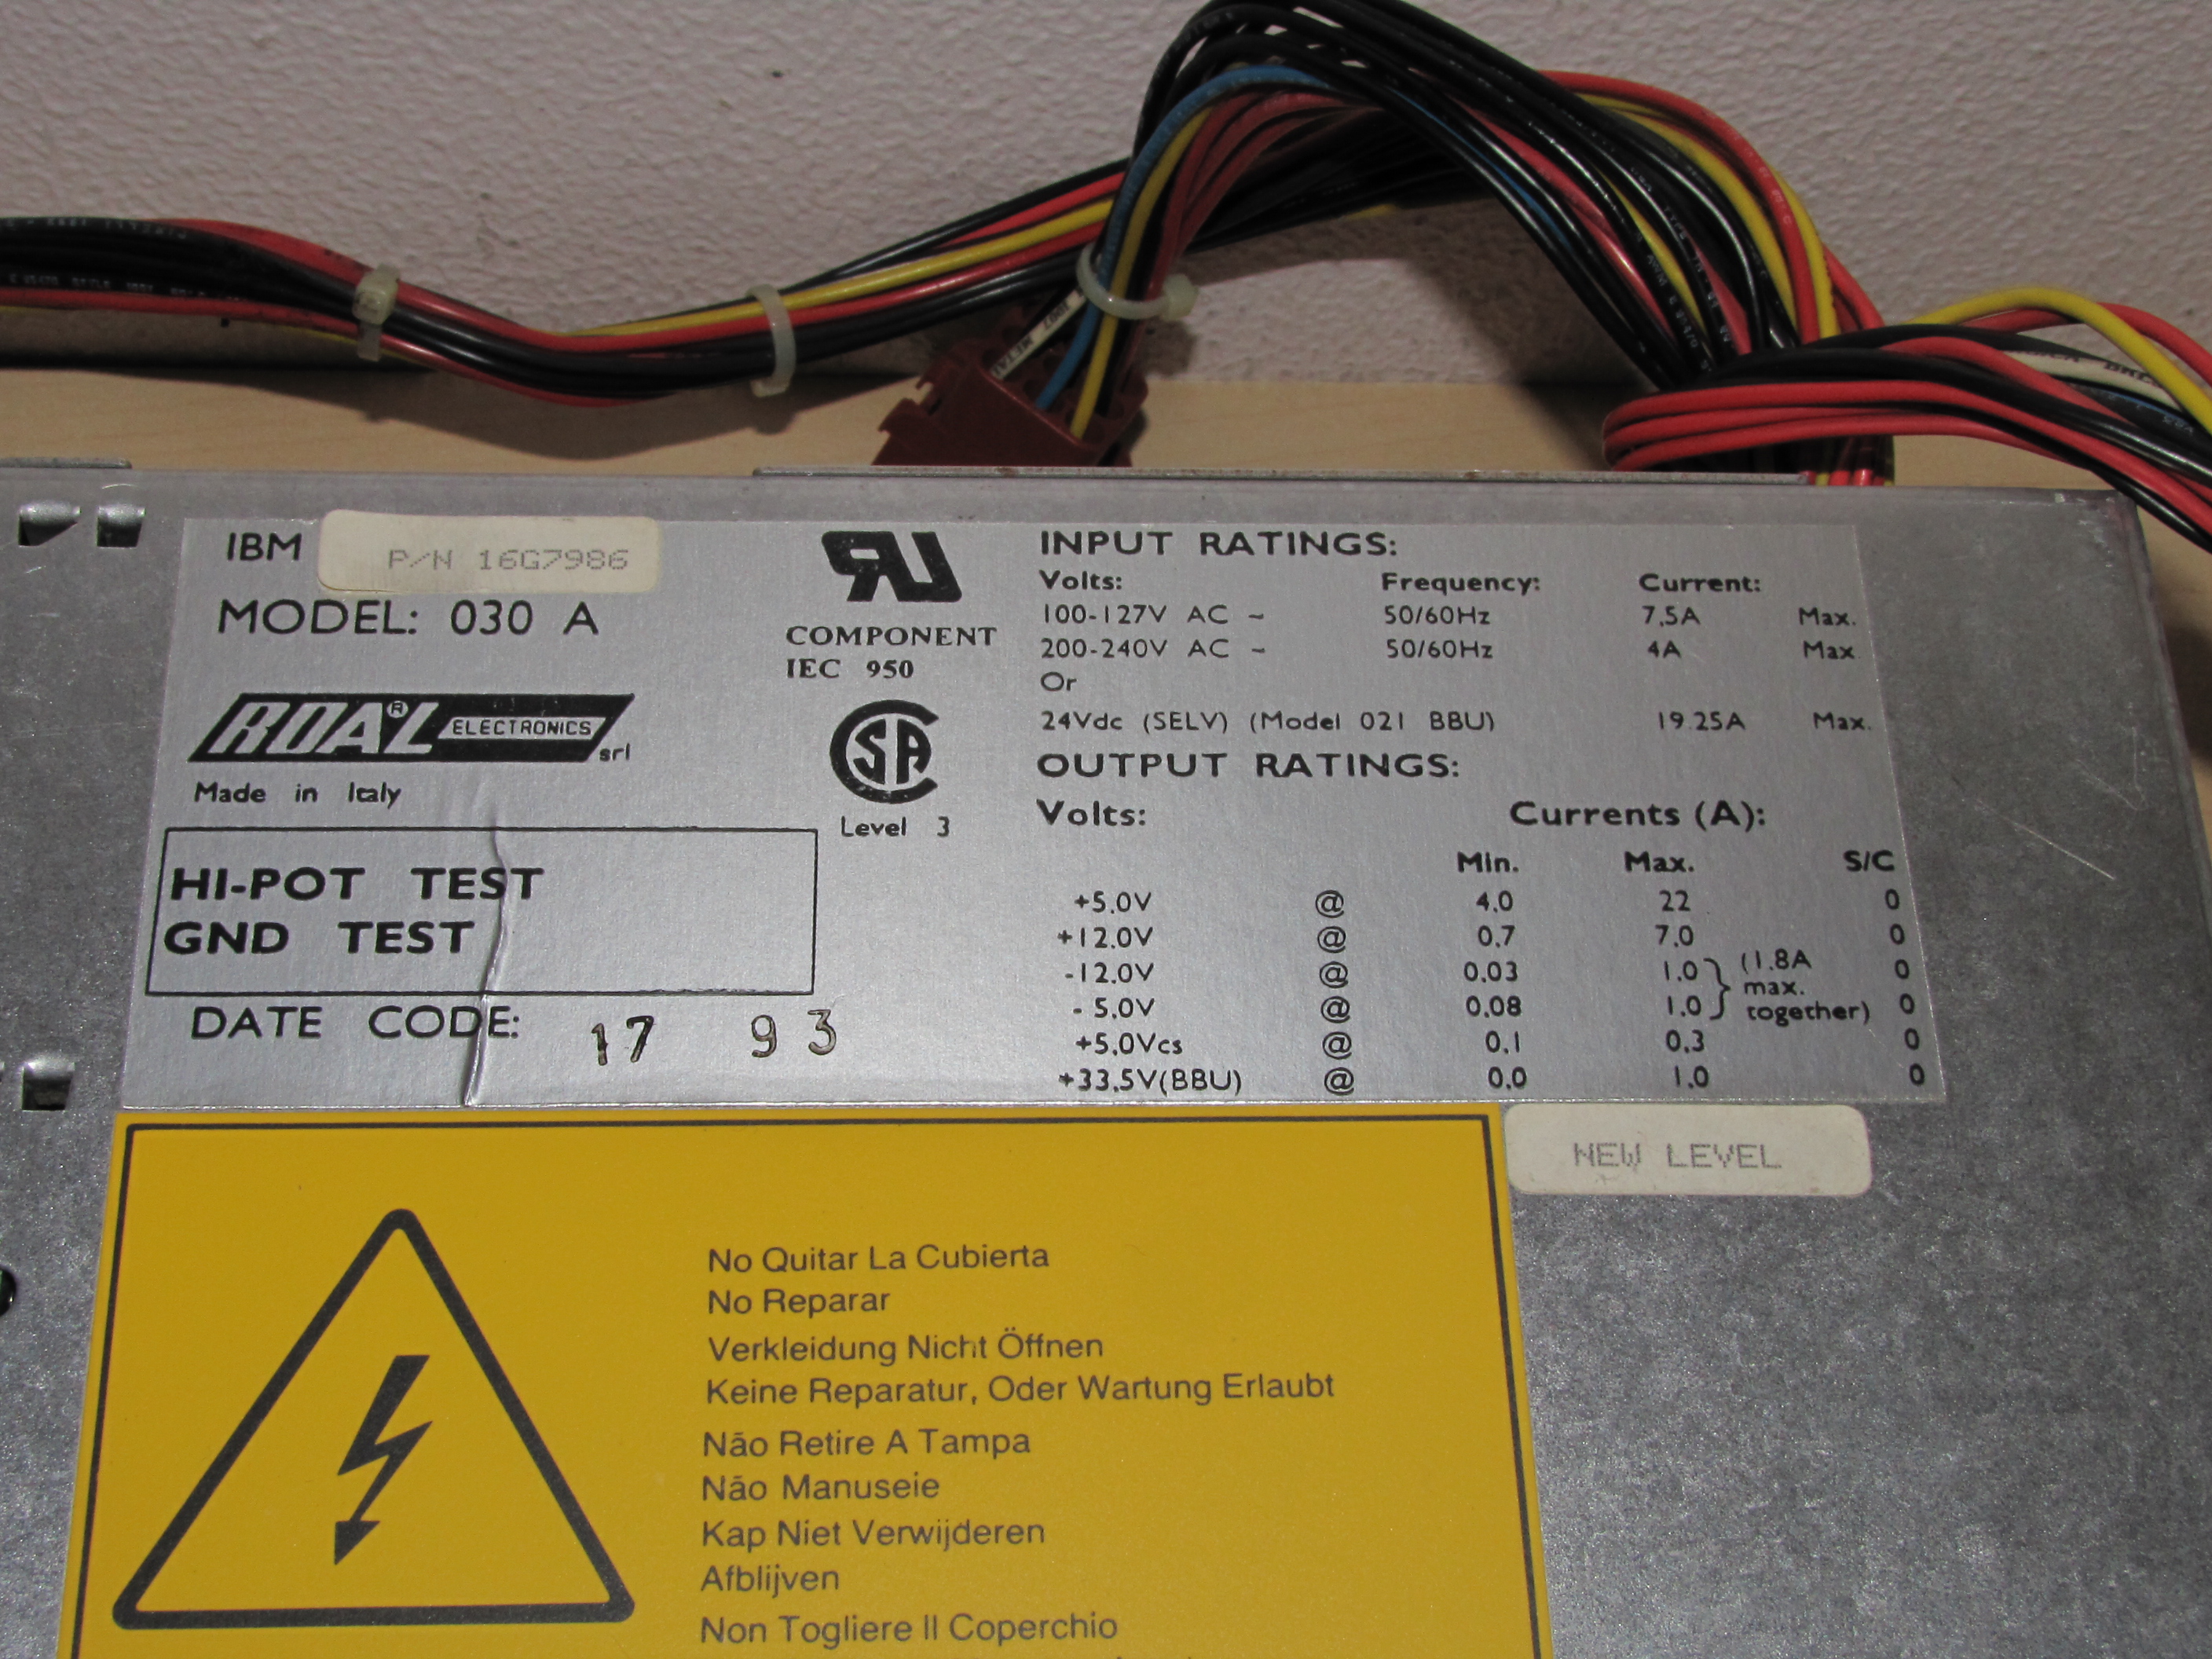 IBM P/N 16G7986
MODEL: 030 A
ROA®L ELECTRONICS srl
Made in Italy
HI-POT TEST
GND TEST
DATE CODE: 17 93
RU
COMPONENT
IEC 950
CSA
Level 3
INPUT RATINGS:
Volts: Frequency: Current:
100-127V AC ~ 50/60Hz 7.5A Max.
200-240V AC ~ 50/60Hz 4A Max
Or
24Vdc (SELV) (Model 021 BBU) 19.25A Max.
OUTPUT RATINGS:
Volts: Currents (A):
Min. Max. S/C
+5.0V @ 4.0 22 0
+12.0V @ 0.7 7.0 0
-12.0V @ 0.03 1.0 } (1.8A 0
max.
- 5.0V @ 0.08 1.0 } together) 0
+5.0Vcs @ 0.1 0.3 0
+33.5V(BBU) @ 0.0 1.0 0
NEW LEVEL
No Quitar La Cubierta
No Reparar
Verkleidung Nicht Öffnen
Keine Reparatur, Oder Wartung Erlaubt
Não Retire A Tampa
Não Manuseie
Kap Niet Verwijderen
Afblijven
Non Togliere Il Coperchio